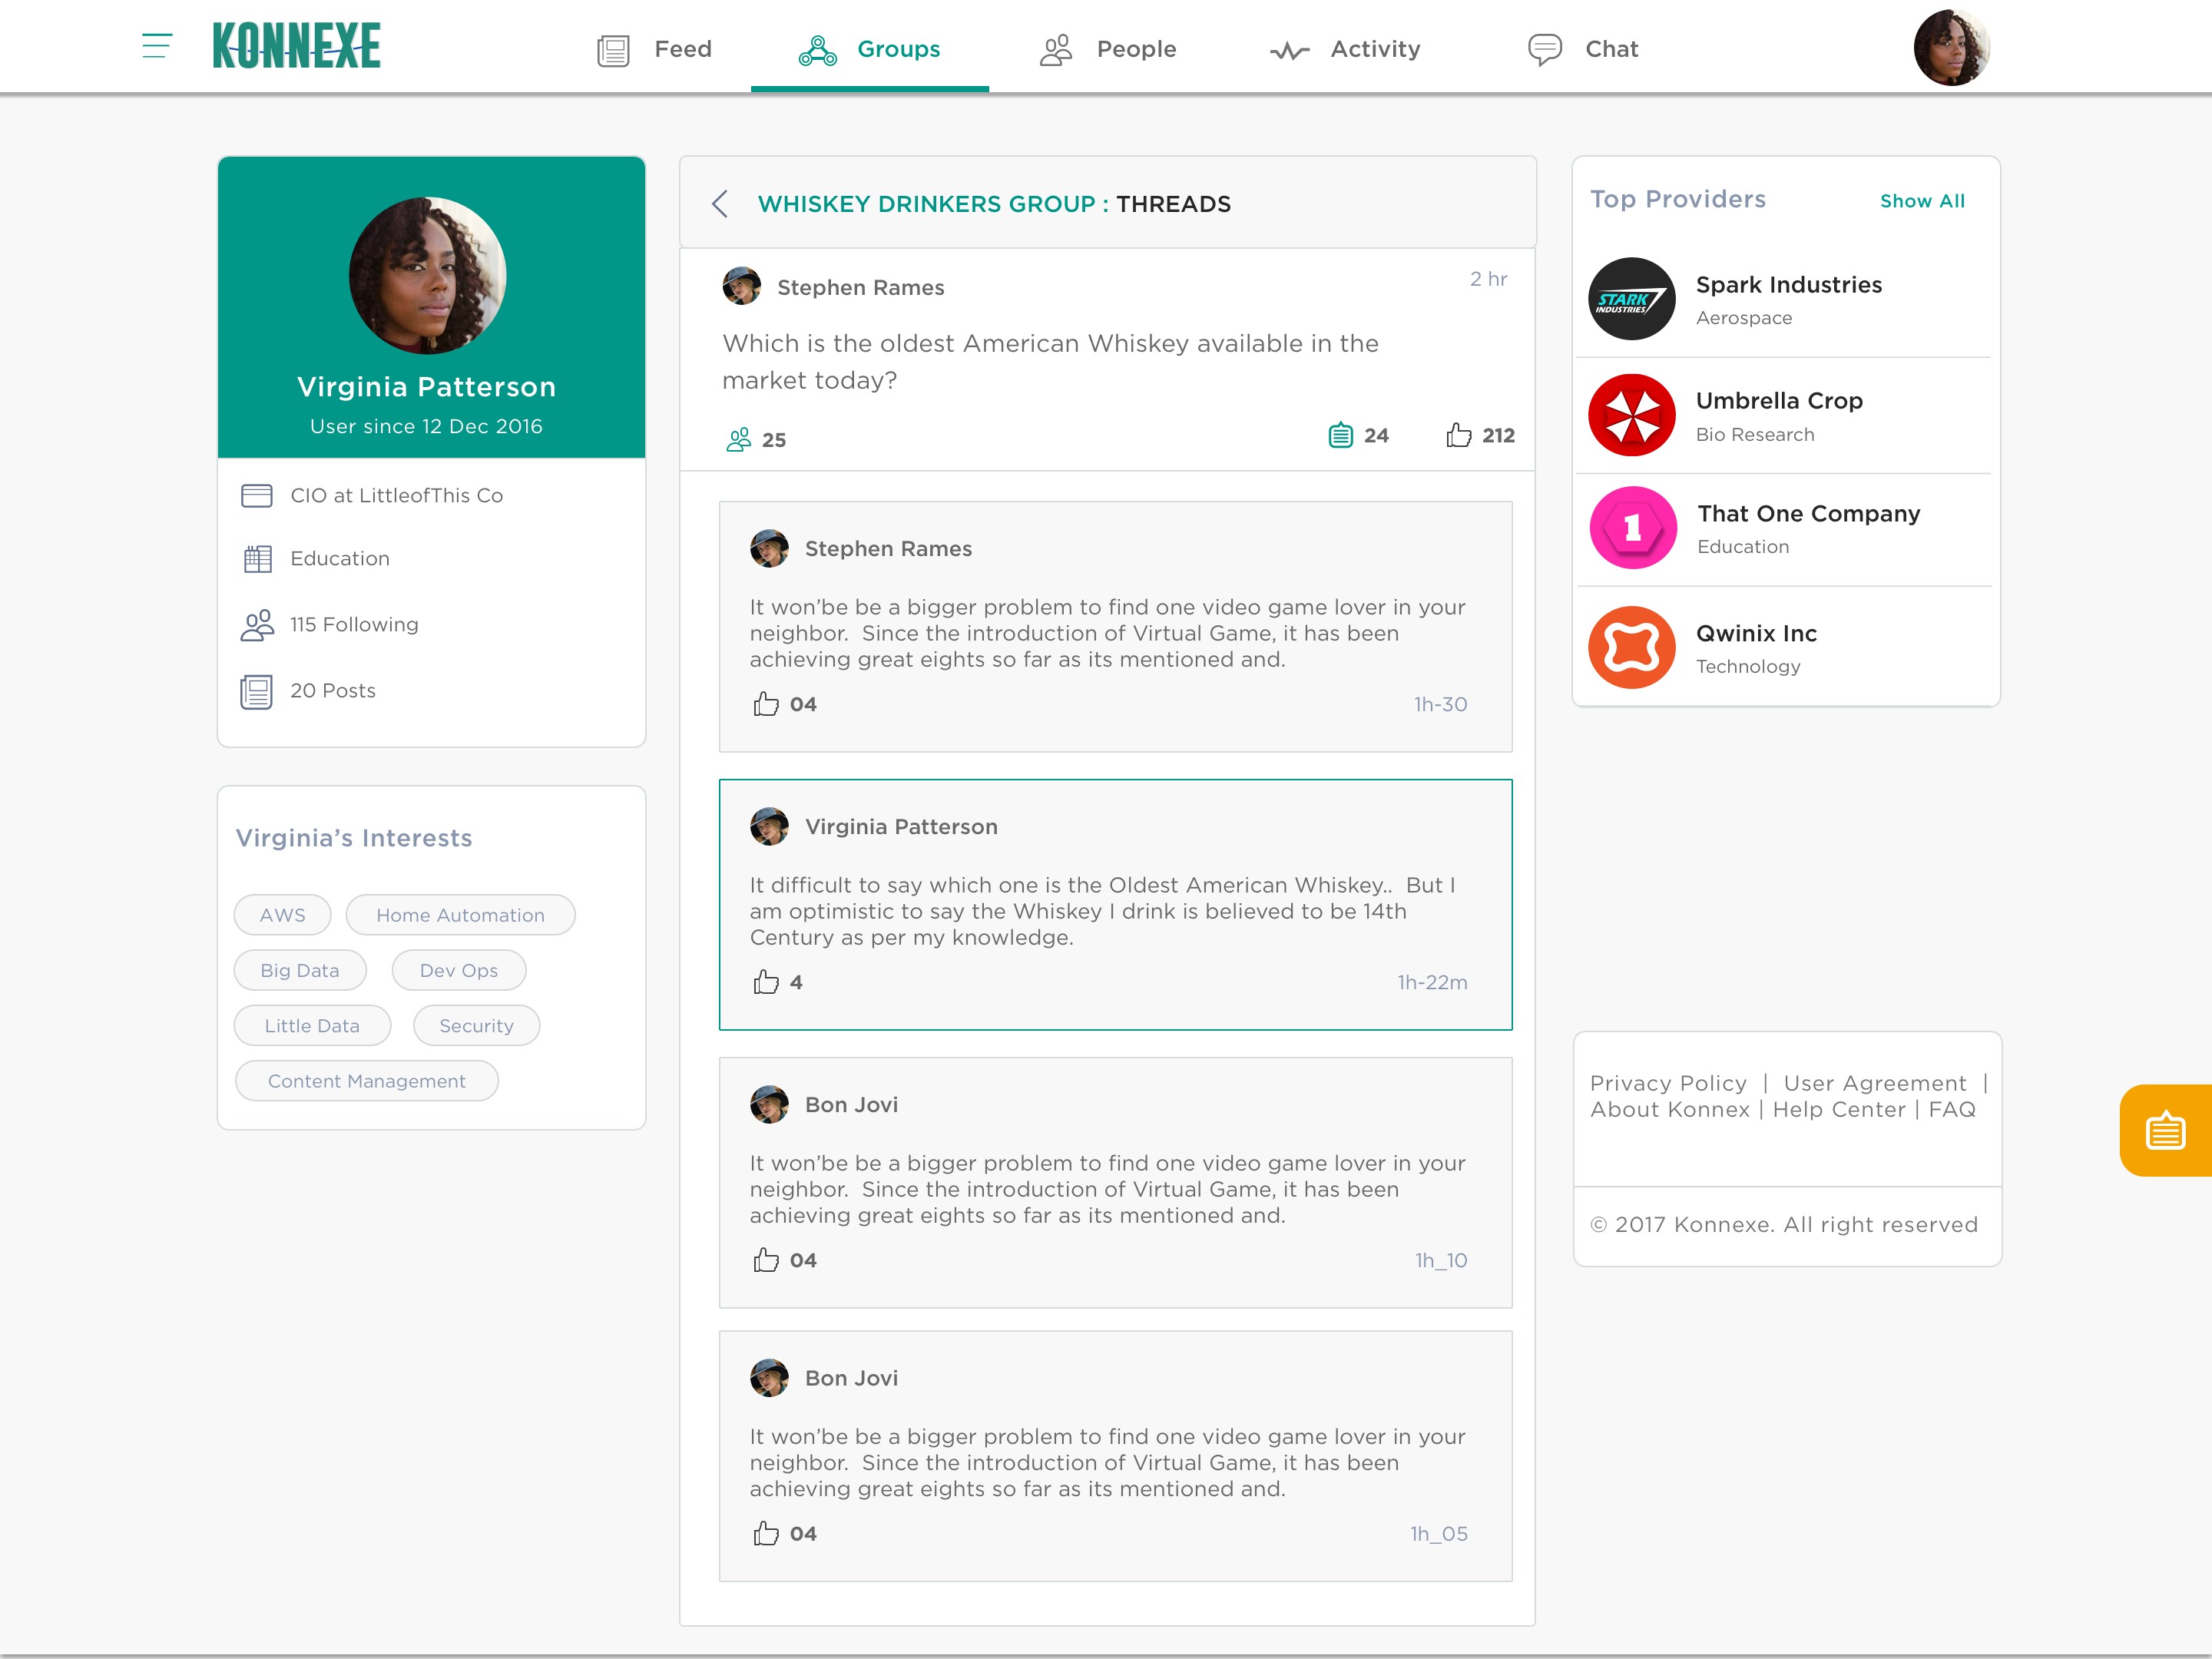 KONNEXE
Feed
Groups
People
Activity
Chat
Virginia Patterson
User since 12 Dec 2016
CIO at LittleofThis Co
Education
115 Following
20 Posts
Virginia’s Interests
AWS
Home Automation
Big Data
Dev Ops
Little Data
Security
Content Management
WHISKEY DRINKERS GROUP : THREADS
Stephen Rames
2 hr
Which is the oldest American Whiskey available in the
market today?
25
24
212
Stephen Rames
It won’be be a bigger problem to find one video game lover in your
neighbor.  Since the introduction of Virtual Game, it has been
achieving great eights so far as its mentioned and.
04
1h-30
Virginia Patterson
It difficult to say which one is the Oldest American Whiskey..  But I
am optimistic to say the Whiskey I drink is believed to be 14th
Century as per my knowledge.
4
1h-22m
Bon Jovi
It won’be be a bigger problem to find one video game lover in your
neighbor.  Since the introduction of Virtual Game, it has been
achieving great eights so far as its mentioned and.
04
1h_10
Bon Jovi
It won’be be a bigger problem to find one video game lover in your
neighbor.  Since the introduction of Virtual Game, it has been
achieving great eights so far as its mentioned and.
04
1h_05
Top Providers
Show All
STARK
INDUSTRIES
Spark Industries
Aerospace
Umbrella Crop
Bio Research
1
That One Company
Education
Qwinix Inc
Technology
Privacy Policy  |  User Agreement  |
About Konnex | Help Center | FAQ
© 2017 Konnexe. All right reserved